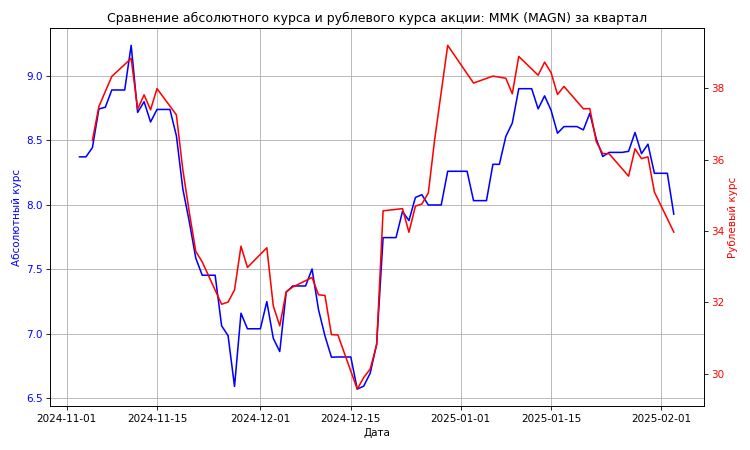 Сравнение абсолютного курса и рублевого курса акции: ММК (MAGN) за квартал
Абсолютный курс
9.0
8.5
8.0
7.5
7.0
6.5
38
36
34
32
30
Рублевый курс
2024-11-01 2024-11-15 2024-12-01 2024-12-15 2025-01-01 2025-01-15 2025-02-01
Дата